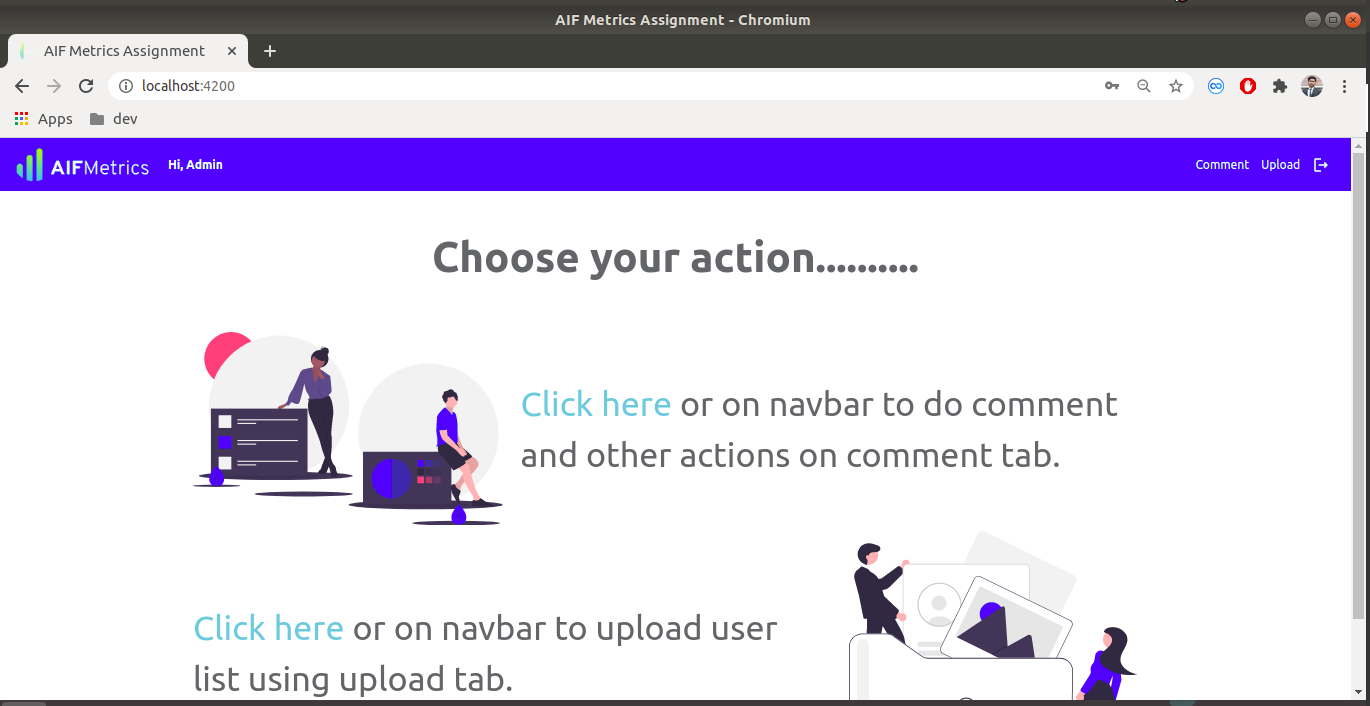 AIF Metrics Assignment - Chromium
AIF Metrics Assignment
localhost:4200
Apps dev
AIFMetrics Hi, Admin Comment Upload
Choose your action..........
Click here or on navbar to do comment
and other actions on comment tab.
Click here or on navbar to upload user
list using upload tab.